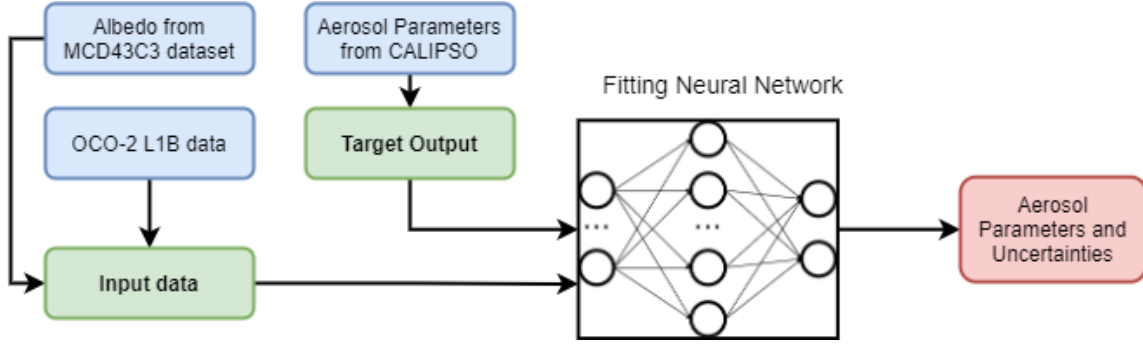 Albedo from
MCD43C3 dataset
Aerosol Parameters
from CALIPSO
Fitting Neural Network
OCO-2 L1B data
Target Output
...
...
Aerosol
Parameters and
Uncertainties
Input data